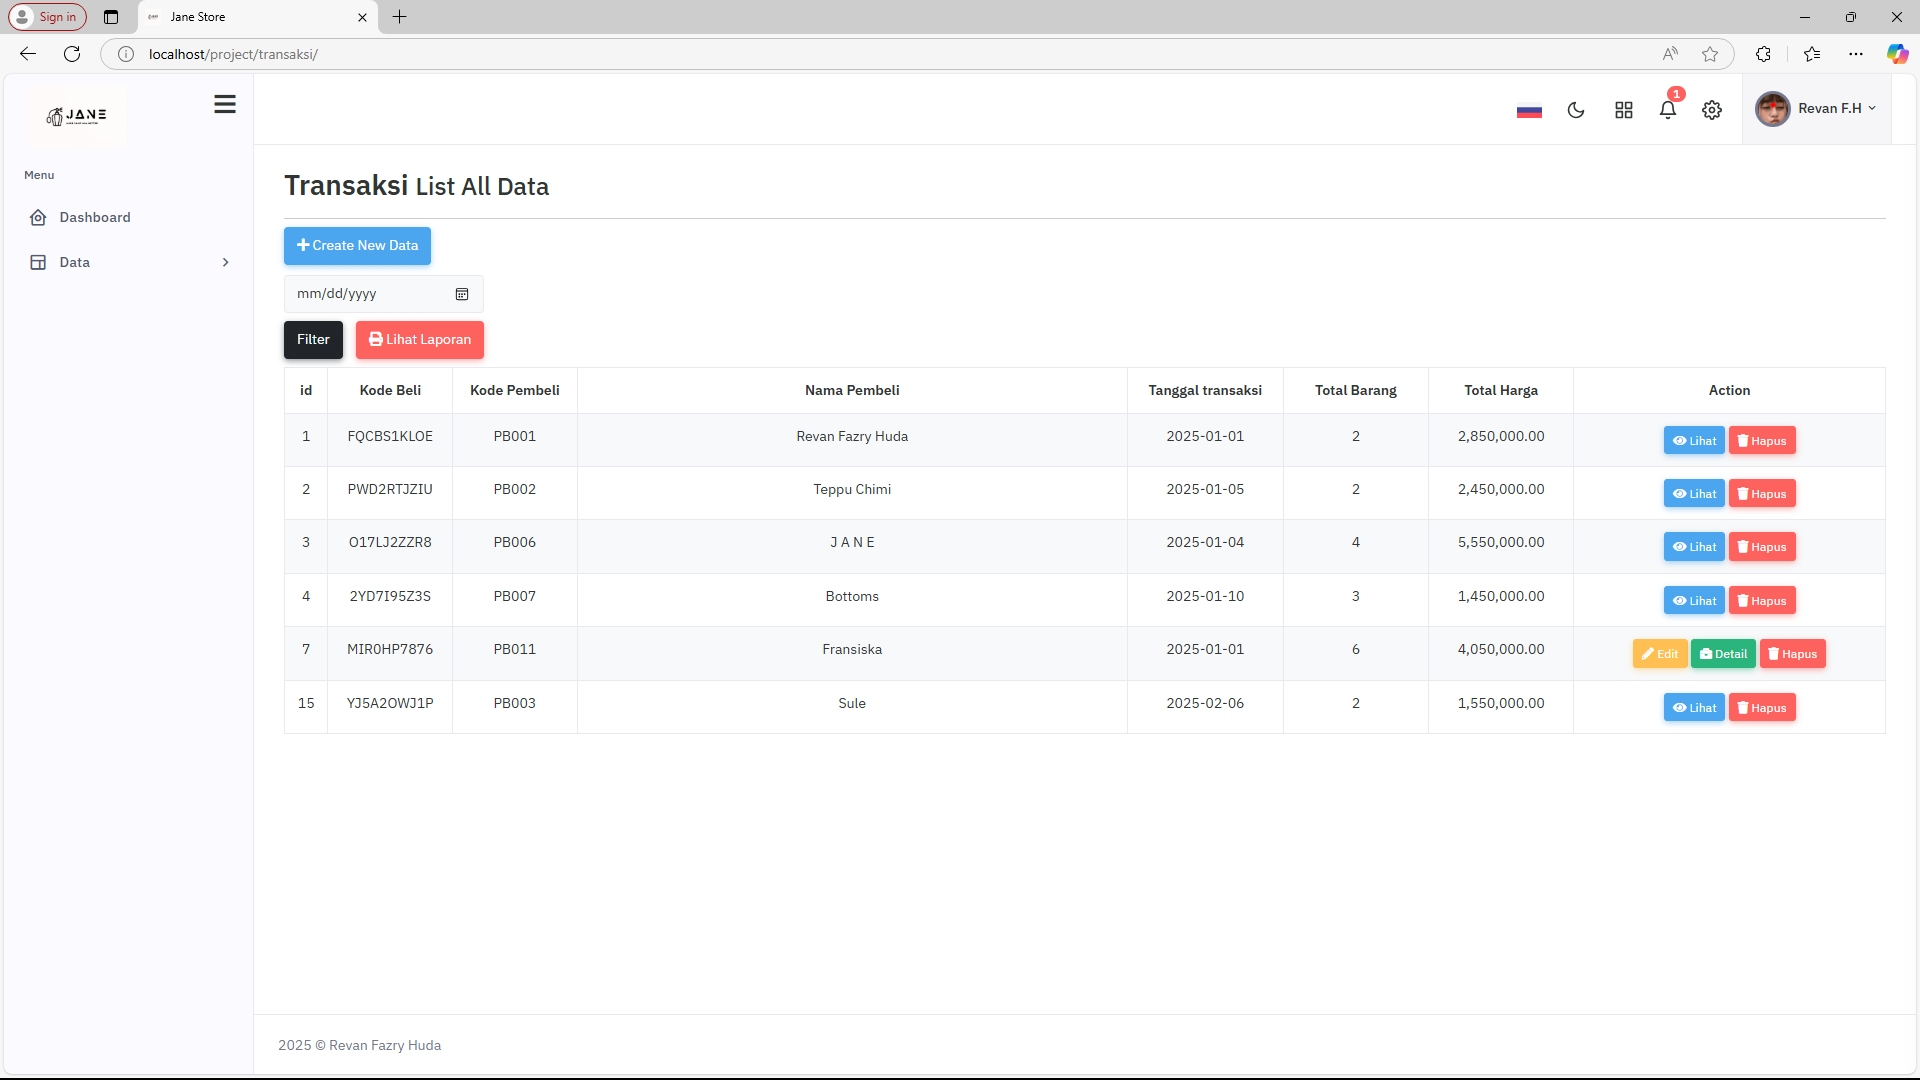 Sign in
Jane Store
localhost/project/transaksi/
JANE
1
Revan F.H
Menu
Dashboard
Data
Transaksi List All Data
Create New Data
mm/dd/yyyy
Filter
Lihat Laporan
id Kode Beli Kode Pembeli Nama Pembeli Tanggal transaksi Total Barang Total Harga Action
1 FQCBS1KLOE PB001 Revan Fazry Huda 2025-01-01 2 2,850,000.00 Lihat Hapus
2 PWD2RTJZIU PB002 Teppu Chimi 2025-01-05 2 2,450,000.00 Lihat Hapus
3 O17LJ2ZZR8 PB006 J A N E 2025-01-04 4 5,550,000.00 Lihat Hapus
4 2YD7I95Z3S PB007 Bottoms 2025-01-10 3 1,450,000.00 Lihat Hapus
7 MIR0HP7876 PB011 Fransiska 2025-01-01 6 4,050,000.00 Edit Detail Hapus
15 YJ5A2OWJ1P PB003 Sule 2025-02-06 2 1,550,000.00 Lihat Hapus
2025 © Revan Fazry Huda